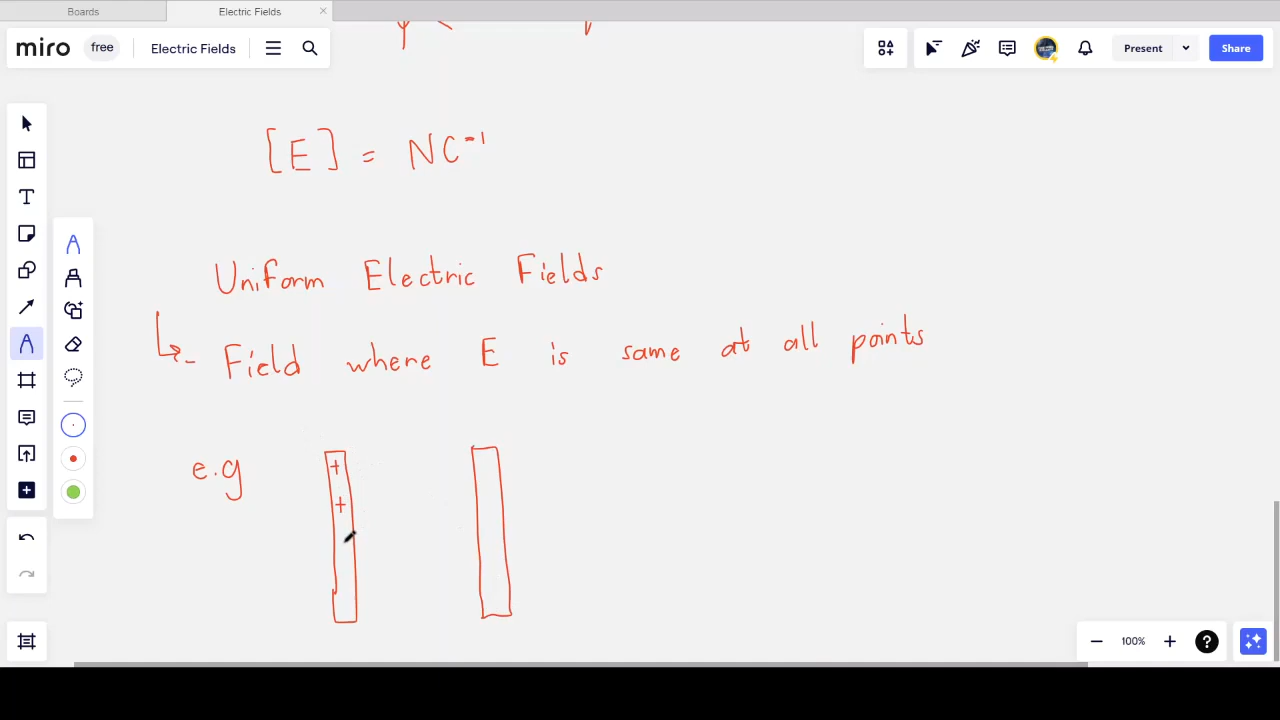 Boards
Electric Fields
miro free Electric Fields
Present
Share
[E] = NC⁻¹
Uniform Electric Fields
- Field where E is same at all points
e.g
+
+
100%